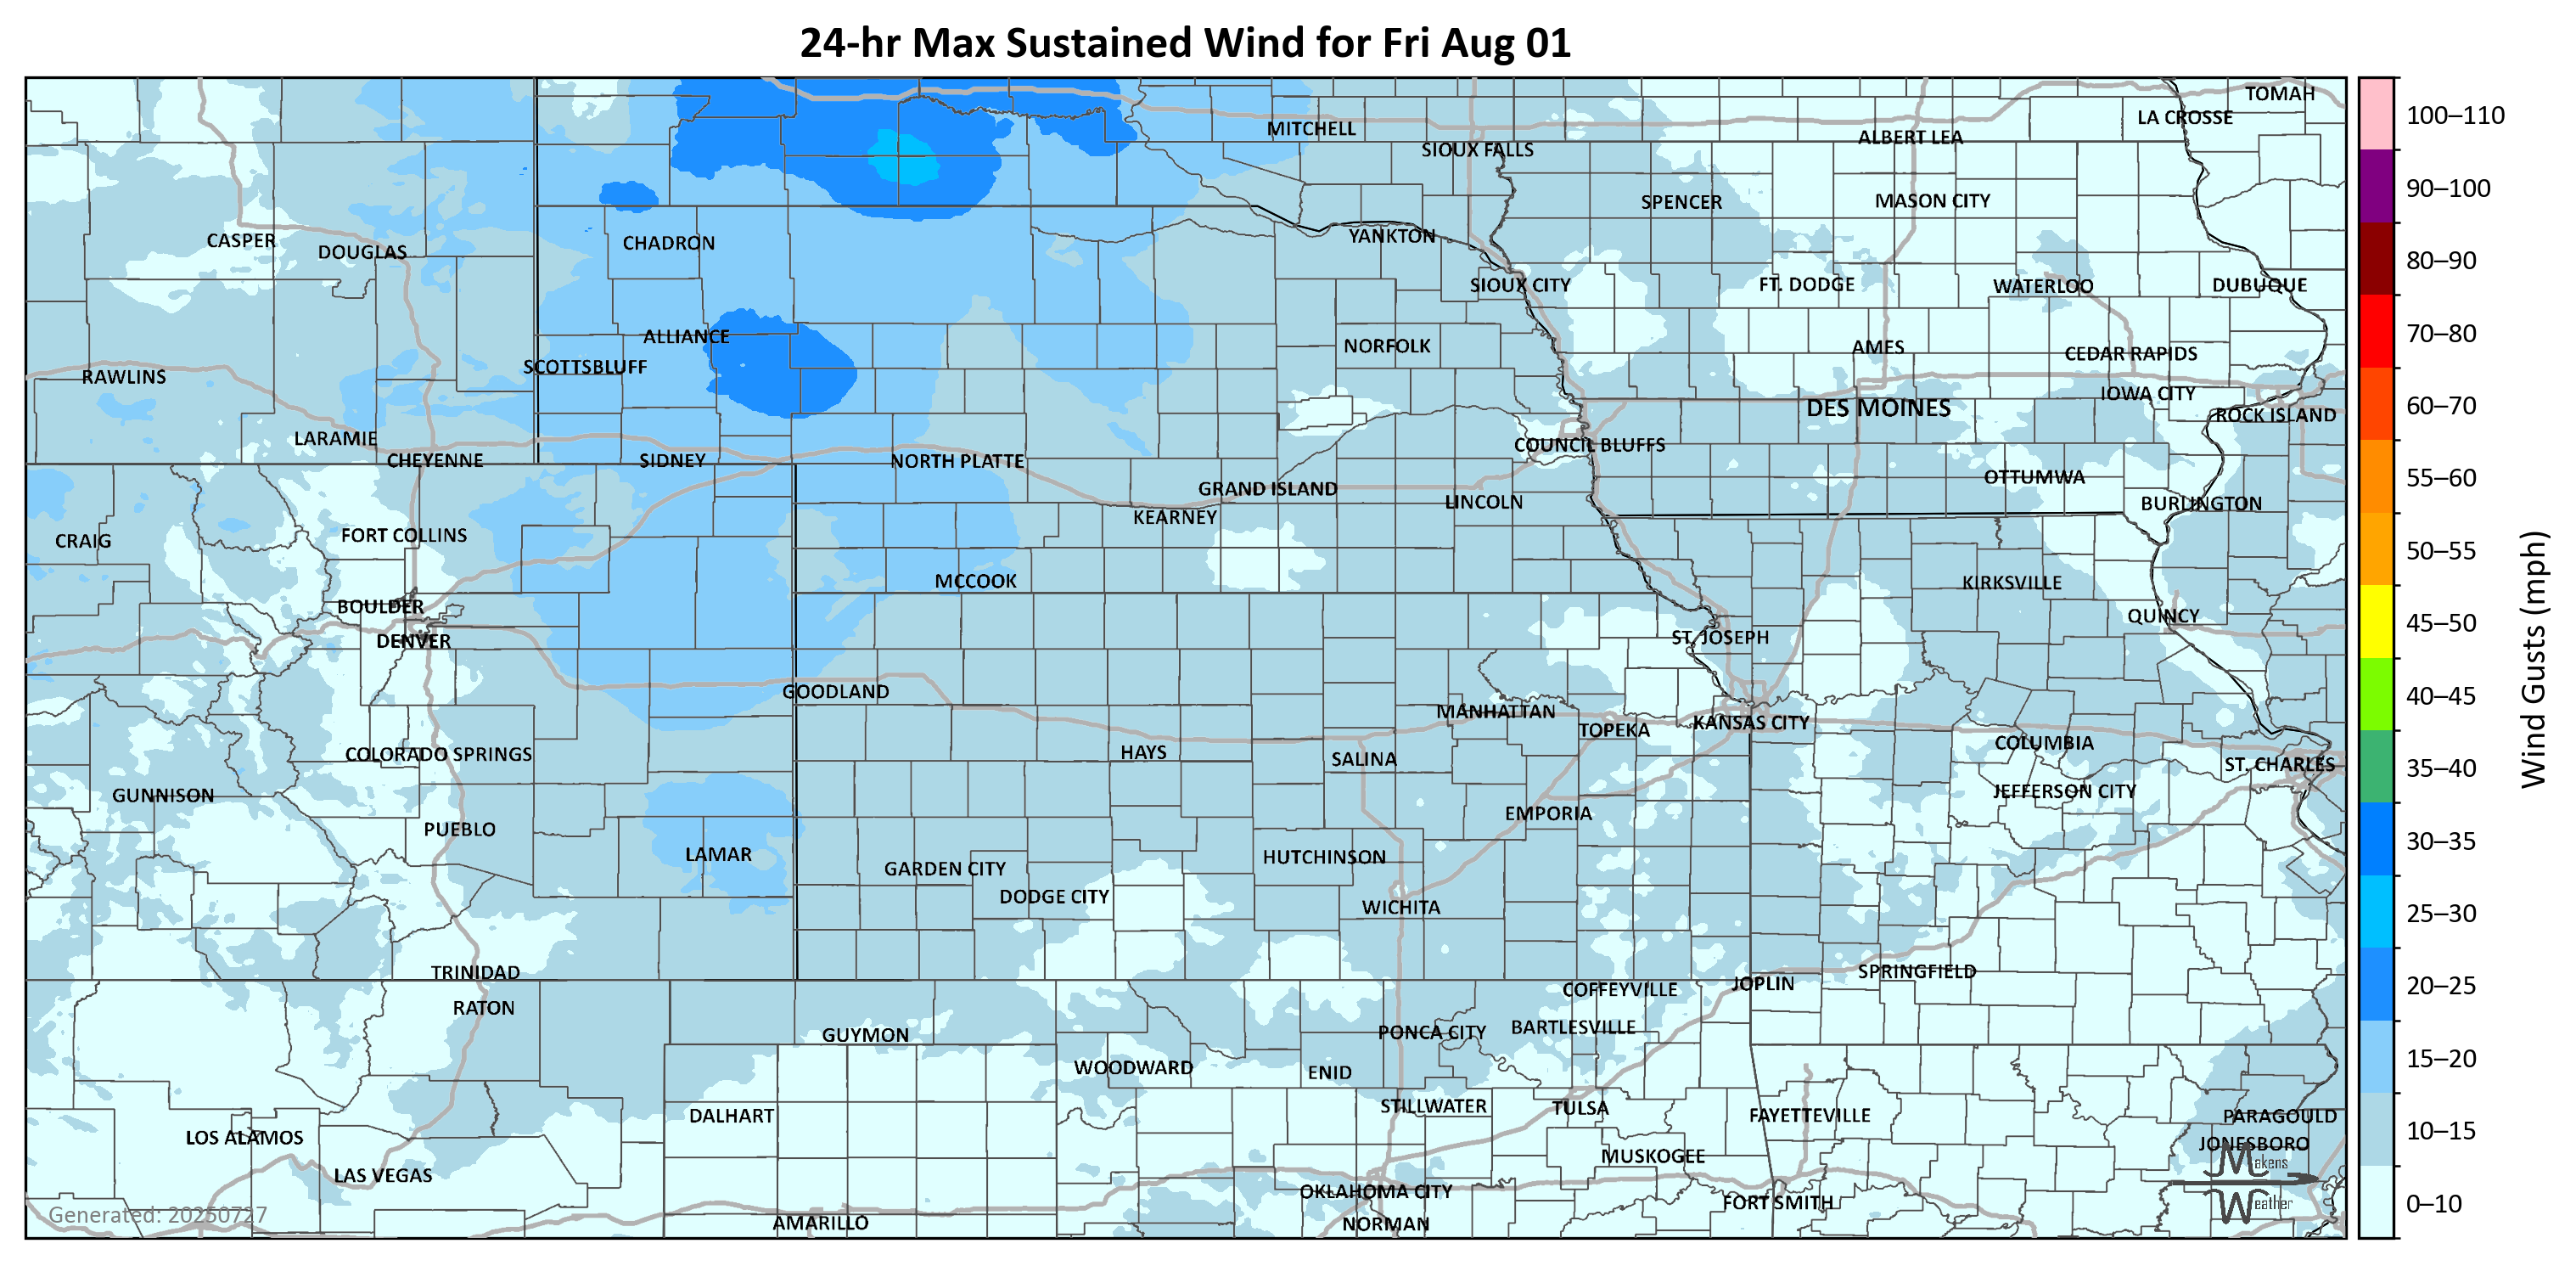 24-hr Max Sustained Wind for Fri Aug 01
TOMAH
LA CROSSE
MITCHELL
ALBERT LEA
SIOUX FALLS
SPENCER
MASON CITY
CASPER
DOUGLAS
CHADRON
YANKTON
SIOUX CITY
FT. DODGE
WATERLOO
DUBUQUE
ALLIANCE
NORFOLK
AMES
CEDAR RAPIDS
SCOTTSBLUFF
RAWLINS
IOWA CITY
DES MOINES
ROCK ISLAND
LARAMIE
COUNCIL BLUFFS
CHEYENNE
SIDNEY
NORTH PLATTE
OTTUMWA
GRAND ISLAND
LINCOLN
BURLINGTON
KEARNEY
CRAIG
FORT COLLINS
MCCOOK
KIRKSVILLE
BOULDER
QUINCY
DENVER
ST. JOSEPH
GOODLAND
MANHATTAN
TOPEKA
KANSAS CITY
COLORADO SPRINGS
HAYS
SALINA
COLUMBIA
ST. CHARLES
GUNNISON
JEFFERSON CITY
PUEBLO
EMPORIA
LAMAR
GARDEN CITY
HUTCHINSON
DODGE CITY
WICHITA
TRINIDAD
SPRINGFIELD
JOPLIN
COFFEYVILLE
RATON
GUYMON
PONCA CITY
BARTLESVILLE
WOODWARD
ENID
DALHART
STILLWATER
TULSA
FAYETTEVILLE
PARAGOULD
LOS ALAMOS
JONESBORO
LAS VEGAS
MUSKOGEE
Makens
OKLAHOMA CITY
FORT SMITH
Weather
Generated: 20250727
AMARILLO
NORMAN
100–110
90–100
80–90
70–80
60–70
55–60
50–55
45–50
40–45
35–40
30–35
25–30
20–25
15–20
10–15
0–10
Wind Gusts (mph)